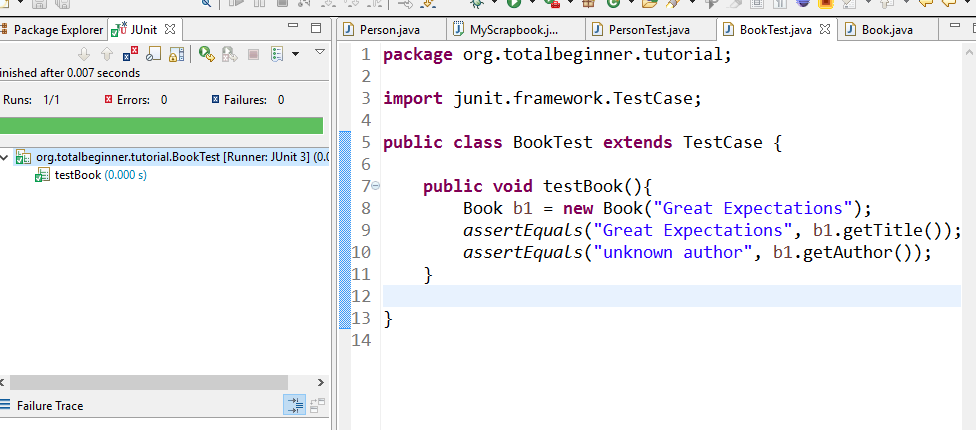 Package Explorer JUnit
inished after 0.007 seconds
Runs: 1/1 Errors: 0 Failures: 0
org.totalbeginner.tutorial.BookTest [Runner: JUnit 3] (0.0
testBook (0.000 s)
Failure Trace
Person.java MyScrapbook.j... PersonTest.java BookTest.java Book.java
1 package org.totalbeginner.tutorial;
2
3 import junit.framework.TestCase;
4
5 public class BookTest extends TestCase {
6
7 public void testBook(){
8 Book b1 = new Book("Great Expectations");
9 assertEquals("Great Expectations", b1.getTitle());
10 assertEquals("unknown author", b1.getAuthor());
11 }
12
13 }
14